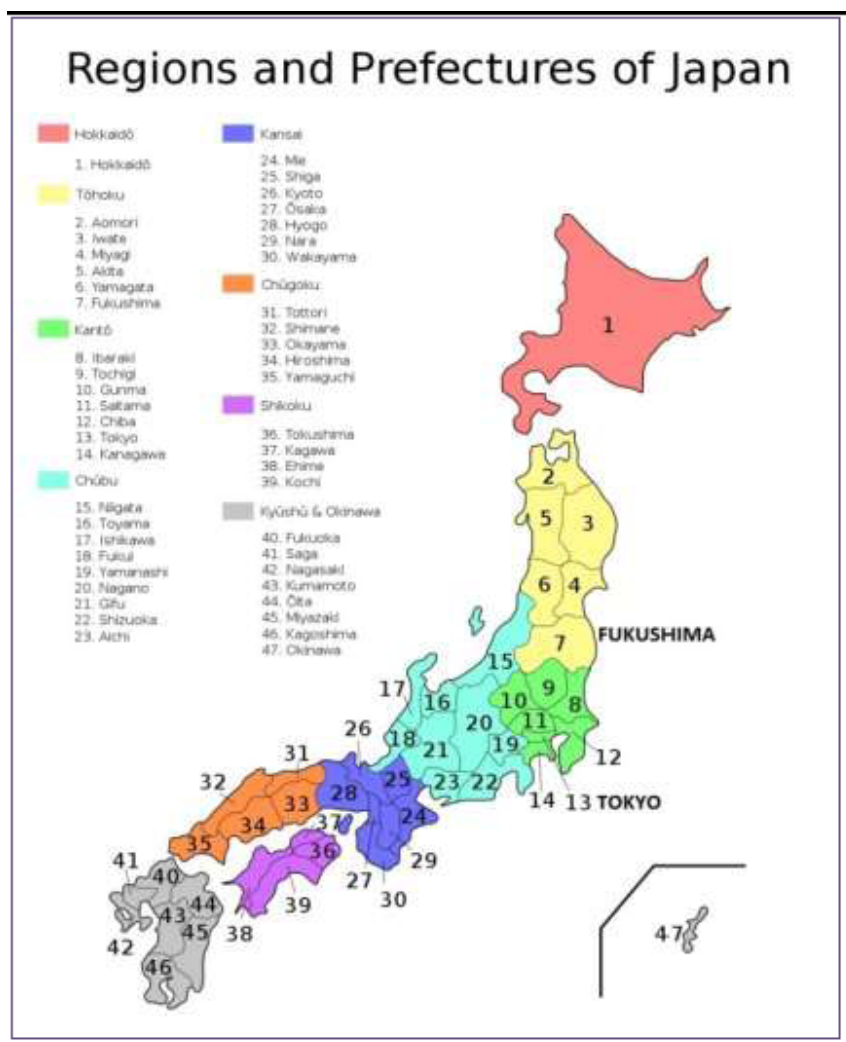 Regions and Prefectures of Japan
Hokkaidō
1. Hokkaidō
Tōhoku
2. Aomori
3. Iwate
4. Miyagi
5. Akita
6. Yamagata
7. Fukushima
Kantō
8. Ibaraki
9. Tochigi
10. Gunma
11. Saitama
12. Chiba
13. Tokyo
14. Kanagawa
Chūbu
15. Niigata
16. Toyama
17. Ishikawa
18. Fukui
19. Yamanashi
20. Nagano
21. Gifu
22. Shizuoka
23. Aichi
Kansai
24. Mie
25. Shiga
26. Kyoto
27. Ōsaka
28. Hyogo
29. Nara
30. Wakayama
Chūgoku
31. Tottori
32. Shimane
33. Okayama
34. Hiroshima
35. Yamaguchi
Shikoku
36. Tokushima
37. Kagawa
38. Ehime
39. Kochi
Kyūshū & Okinawa
40. Fukuoka
41. Saga
42. Nagasaki
43. Kumamoto
44. Ōita
45. Miyazaki
46. Kagoshima
47. Okinawa
1
2
5
3
6
4
7 FUKUSHIMA
15
17
16
10
9
8
20
11
18
21
19
12
26
31
25
23
22
14
13 TOKYO
32
28
33
24
34
37
35
36
29
41
40
27
30
44
39
43
42
45
38
47
46